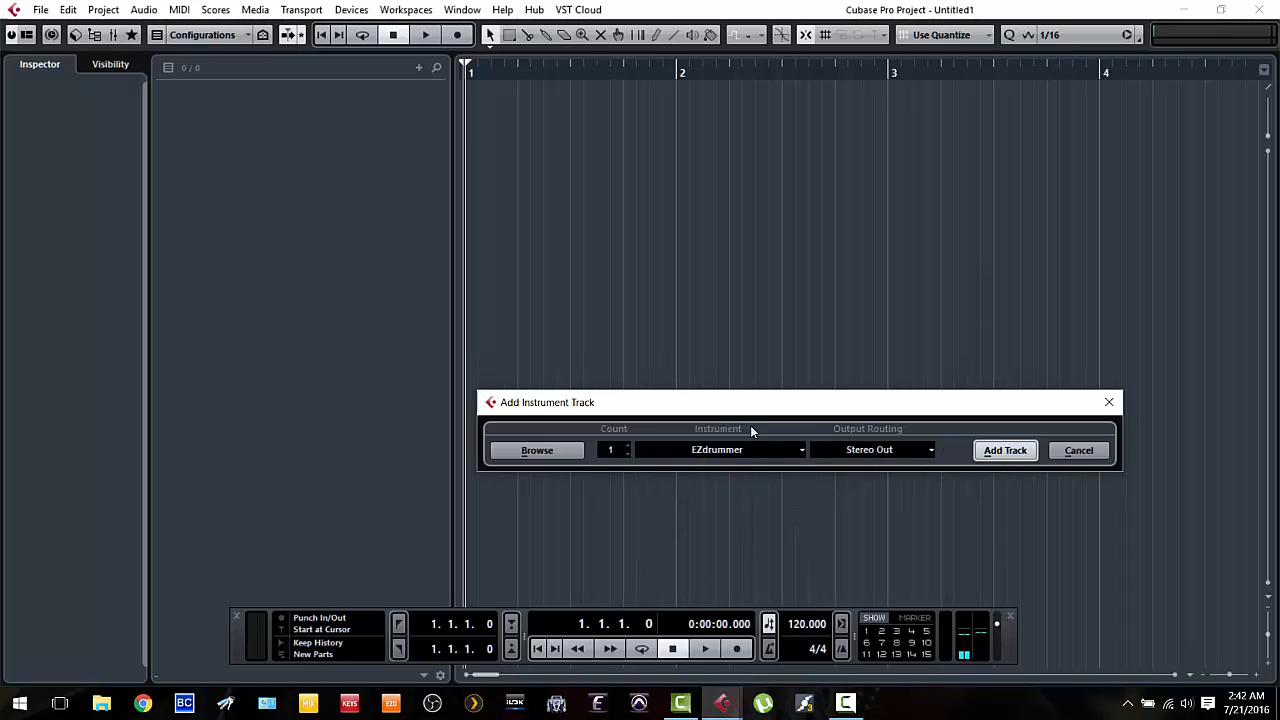 File Edit Project Audio MIDI Scores Media Transport Devices Workspaces Window Help Hub VST Cloud Cubase Pro Project - Untitled1
Configurations Use Quantize 1/16
Inspector Visibility 0 / 0 1 2 3 4
Add Instrument Track
Count Instrument Output Routing
Browse 1 EZdrummer Stereo Out Add Track Cancel
Punch In/Out 1. 1. 1. 0 1. 1. 1. 0 0:00:00.000 120.000 SHOW MARKER
Start at Cursor 1 2 3 4 5
Keep History 1. 1. 1. 0 4/4 6 7 8 9 10
New Parts 11 12 13 14 15
BC MIX KEYS EZD 2:42 AM
7/21/2016